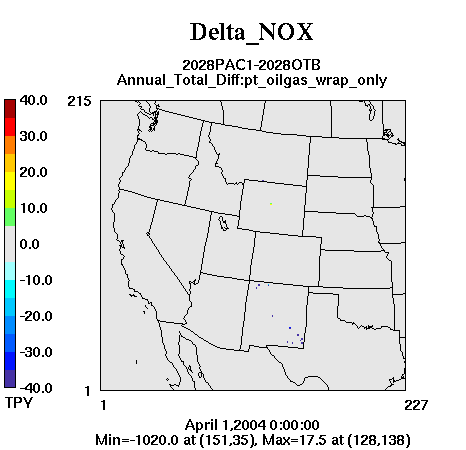 Delta_NOX
2028PAC1-2028OTB
Annual_Total_Diff:pt_oilgas_wrap_only
40.0
30.0
20.0
10.0
0.0
-10.0
-20.0
-30.0
-40.0
TPY
215
1
1
227
April 1,2004 0:00:00
Min=-1020.0 at (151,35), Max=17.5 at (128,138)